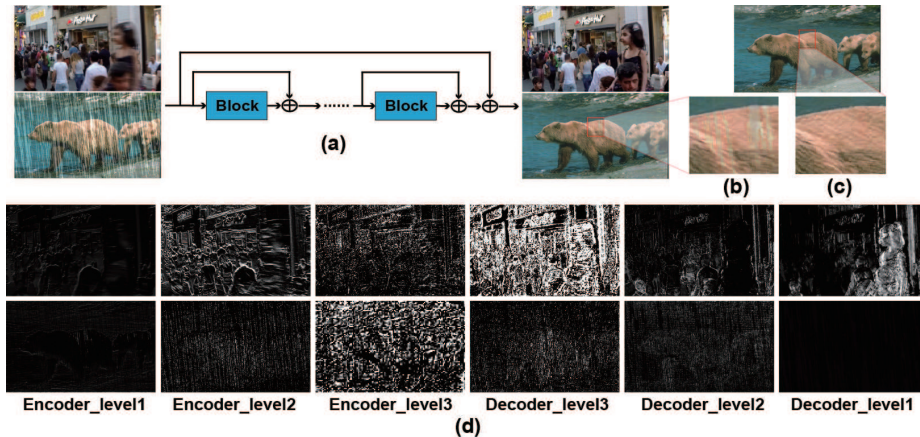 Block
Block
(a)
(b)
(c)
Encoder_level1
Encoder_level2
Encoder_level3
Decoder_level3
Decoder_level2
Decoder_level1
(d)